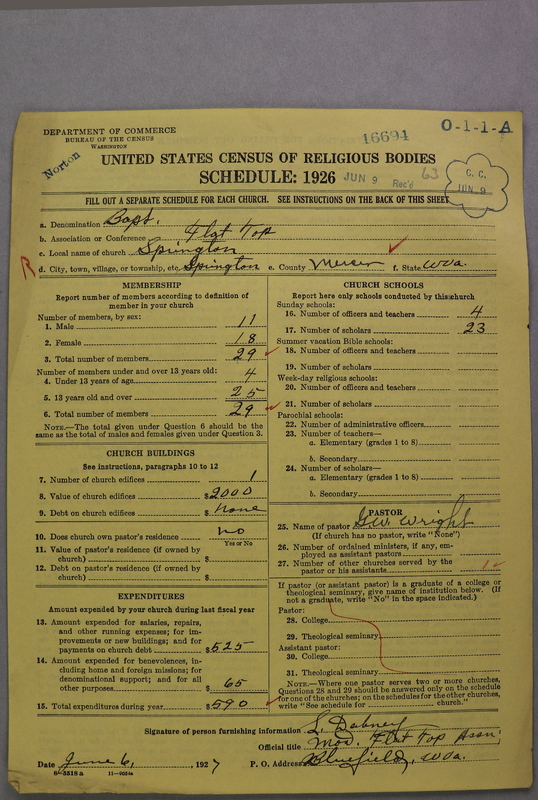 DEPARTMENT OF COMMERCE
BUREAU OF THE CENSUS
WASHINGTON
Norton
16694
O-1-1-A
UNITED STATES CENSUS OF RELIGIOUS BODIES
SCHEDULE: 1926
JUN 9 Rec'd 63
C. C.
JUN 9
FILL OUT A SEPARATE SCHEDULE FOR EACH CHURCH. SEE INSTRUCTIONS ON THE BACK OF THIS SHEET
a. Denomination Bapt.
b. Association or Conference Flat Top
c. Local name of church Spington
R
d. City, town, village, or township, etc. Spington e. County Mercer f. State W Va.
MEMBERSHIP
Report number of members according to definition of
member in your church
Number of members, by sex:
1. Male 11
2. Female 18
3. Total number of members 29
Number of members under and over 13 years old:
4. Under 13 years of age 4
5. 13 years old and over 25
6. Total number of members 29
NOTE.—The total given under Question 6 should be
same as the total of males and females given under Question 3.
CHURCH BUILDINGS
See instructions, paragraphs 10 to 12
7. Number of church edifices 1
8. Value of church edifices $2000
9. Debt on church edifices $ None
10. Does church own pastor's residence No
Yes or No
11. Value of pastor's residence (if owned by
church) $
12. Debt on pastor's residence (if owned by
church) $
EXPENDITURES
Amount expended by your church during last fiscal year
13. Amount expended for salaries, repairs,
and other running expenses; for im-
provements or new buildings; and for
payments on church debt $525
14. Amount expended for benevolences, in-
cluding home and foreign missions; for
denominational support; and for all
other purposes $ 65
15. Total expenditures during year $590
CHURCH SCHOOLS
Report here only schools conducted by this church
Sunday schools:
16. Number of officers and teachers 4
17. Number of scholars 23
Summer vacation Bible schools:
18. Number of officers and teachers
19. Number of scholars
Week-day religious schools:
20. Number of officers and teachers
21. Number of scholars
Parochial schools:
22. Number of administrative officers
23. Number of teachers—
a. Elementary (grades 1 to 8)
b. Secondary
24. Number of scholars—
a. Elementary (grades 1 to 8)
b. Secondary
PASTOR
25. Name of pastor G.W. Wright
(If church has no pastor, write "None")
26. Number of ordained ministers, if any, em-
ployed as assistant pastors
27. Number of other churches served by the
pastor or his assistants 1
If pastor (or assistant pastor) is a graduate of a college or
theological seminary, give name of institution below. (If
not a graduate, write "No" in the space indicated.)
Pastor:
28. College
29. Theological seminary
Assistant pastor:
30. College
31. Theological seminary
NOTE.—Where one pastor serves two or more churches,
Questions 28 and 29 should be answered only on the schedule
for one of the churches; on the schedules for the other churches,
write "See schedule for church."
Signature of person furnishing information L. Dabney
Official title Mod. Flat Top Assn.
Date June 6, 1927 P. O. Address Bluefield, W Va.
6-5518 a 11-9054a